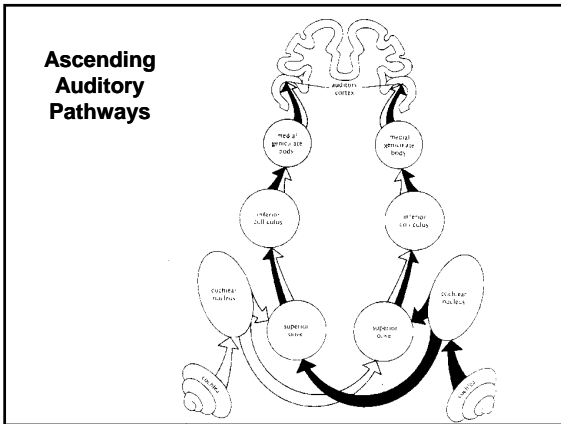 Ascending
Auditory
Pathways
auditory
cortex
medial
geniculate
body
medial
geniculate
body
inferior
colliculus
inferior
colliculus
cochlear
nucleus
cochlear
nucleus
superior
olive
superior
olive
cochlea
cochlea